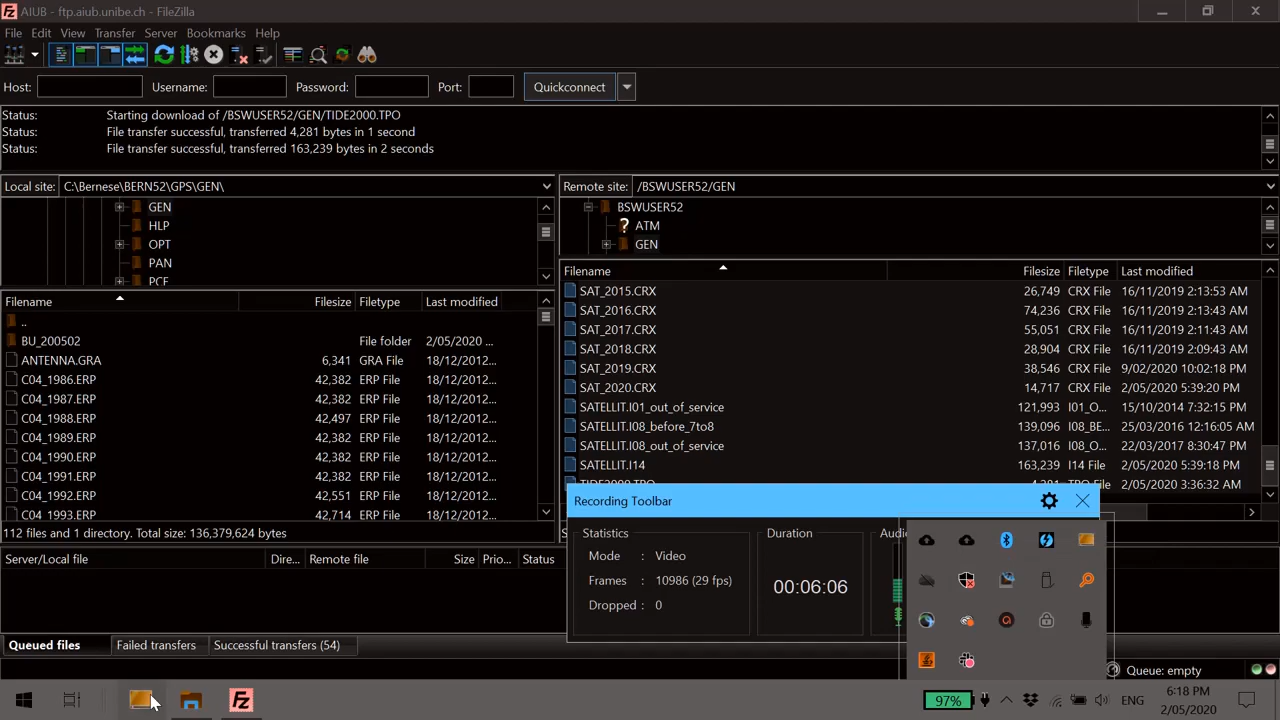 AIUB - ftp.aiub.unibe.ch - FileZilla
File Edit View Transfer Server Bookmarks Help
Host: Username: Password: Port: Quickconnect
Status: Starting download of /BSWUSER52/GEN/TIDE2000.TPO
Status: File transfer successful, transferred 4,281 bytes in 1 second
Status: File transfer successful, transferred 163,239 bytes in 2 seconds
Local site: C:\Bernese\BERN52\GPS\GEN\
GEN
HLP
OPT
PAN
PCF
Filename Filesize Filetype Last modified
..
BU_200502 File folder 2/05/2020 ...
ANTENNA.GRA 6,341 GRA File 18/12/2012...
C04_1986.ERP 42,382 ERP File 18/12/2012...
C04_1987.ERP 42,382 ERP File 18/12/2012...
C04_1988.ERP 42,497 ERP File 18/12/2012...
C04_1989.ERP 42,382 ERP File 18/12/2012...
C04_1990.ERP 42,382 ERP File 18/12/2012...
C04_1991.ERP 42,382 ERP File 18/12/2012...
C04_1992.ERP 42,551 ERP File 18/12/2012...
C04_1993.ERP 42,714 ERP File 18/12/2012...
112 files and 1 directory. Total size: 136,379,624 bytes
Remote site: /BSWUSER52/GEN
BSWUSER52
ATM
GEN
Filename Filesize Filetype Last modified
SAT_2015.CRX 26,749 CRX File 16/11/2019 2:13:53 AM
SAT_2016.CRX 74,236 CRX File 16/11/2019 2:13:43 AM
SAT_2017.CRX 55,051 CRX File 16/11/2019 2:11:43 AM
SAT_2018.CRX 28,904 CRX File 16/11/2019 2:09:43 AM
SAT_2019.CRX 38,546 CRX File 9/02/2020 10:02:18 PM
SAT_2020.CRX 14,717 CRX File 2/05/2020 5:39:20 PM
SATELLIT.I01_out_of_service 121,993 I01_O... 15/10/2014 7:32:15 PM
SATELLIT.I08_before_7to8 139,096 I08_BE... 25/03/2016 12:16:05 AM
SATELLIT.I08_out_of_service 137,016 I08_O... 22/03/2017 8:30:47 PM
SATELLIT.I14 163,239 I14 File 2/05/2020 5:39:18 PM
TIDE2000.TPO 4,281 TPO File 2/05/2020 3:36:32 AM
Server/Local file Dire... Remote file Size Prio... Status
Recording Toolbar
Statistics
Mode : Video
Frames : 10986 (29 fps)
Dropped : 0
Duration
00:06:06
Queued files Failed transfers Successful transfers (54)
Queue: empty
97% ENG 6:18 PM
2/05/2020